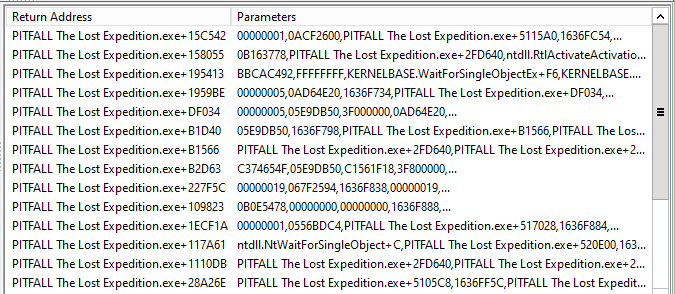 Return Address Parameters
PITFALL The Lost Expedition.exe+15C542 00000001,0ACF2600,PITFALL The Lost Expedition.exe+5115A0,1636FC54,...
PITFALL The Lost Expedition.exe+158055 0B163778,PITFALL The Lost Expedition.exe+2FD640,ntdll.RtlActivateActivatio...
PITFALL The Lost Expedition.exe+195413 BBCAC492,FFFFFFFF,KERNELBASE.WaitForSingleObjectEx+F6,KERNELBASE....
PITFALL The Lost Expedition.exe+1959BE 00000005,0AD64E20,1636F734,PITFALL The Lost Expedition.exe+DF034,...
PITFALL The Lost Expedition.exe+DF034 00000005,05E9DB50,3F000000,0AD64E20,...
PITFALL The Lost Expedition.exe+B1D40 05E9DB50,1636F798,PITFALL The Lost Expedition.exe+B1566,PITFALL The Los...
PITFALL The Lost Expedition.exe+B1566 PITFALL The Lost Expedition.exe+2FD640,PITFALL The Lost Expedition.exe+2...
PITFALL The Lost Expedition.exe+B2D63 C374654F,05E9DB50,C1561F18,3F800000,...
PITFALL The Lost Expedition.exe+227F5C 00000019,067F2594,1636F838,00000019,...
PITFALL The Lost Expedition.exe+109823 0B0E5478,00000000,00000000,1636F888,...
PITFALL The Lost Expedition.exe+1ECF1A 00000001,0556BDC4,PITFALL The Lost Expedition.exe+517028,1636F884,...
PITFALL The Lost Expedition.exe+117A61 ntdll.NtWaitForSingleObject+C,PITFALL The Lost Expedition.exe+520E00,163...
PITFALL The Lost Expedition.exe+1110DB PITFALL The Lost Expedition.exe+2FD640,PITFALL The Lost Expedition.exe+2...
PITFALL The Lost Expedition.exe+28A26E PITFALL The Lost Expedition.exe+5105C8,1636FF5C,PITFALL The Lost Expedit...